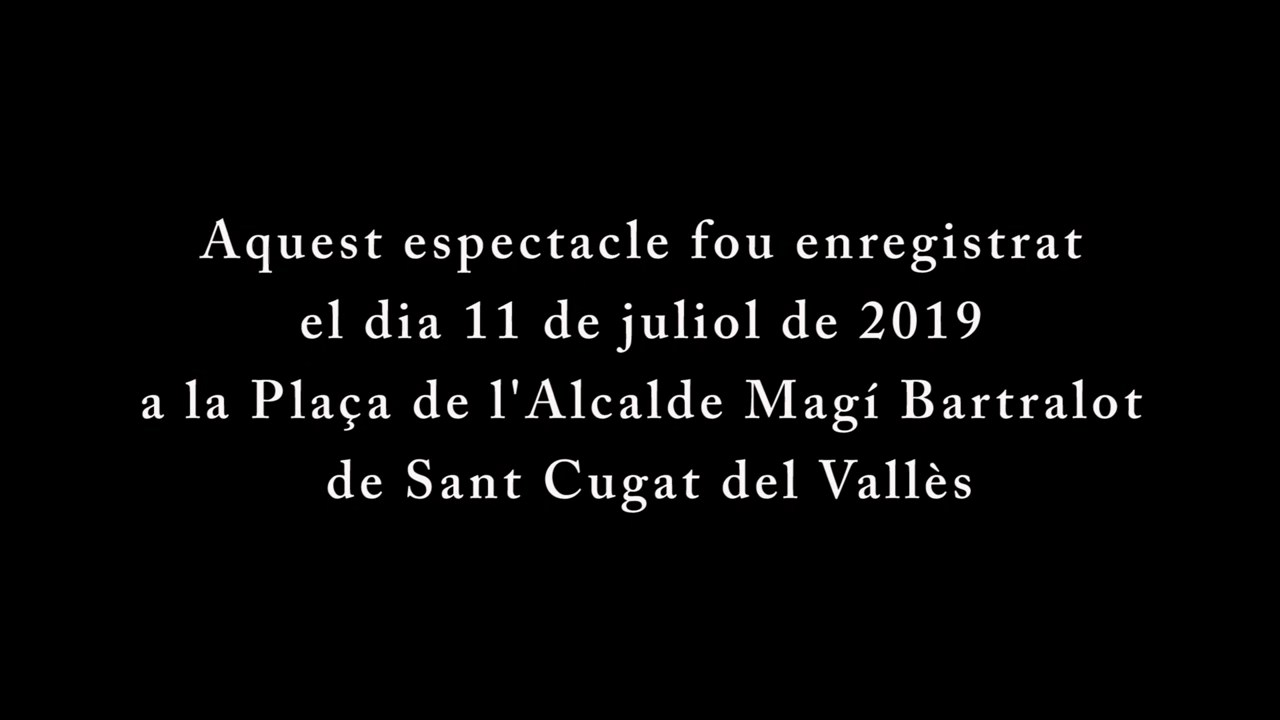 Aquest espectacle fou enregistrat
el dia 11 de juliol de 2019
a la Plaça de l'Alcalde Magí Bartralot
de Sant Cugat del Vallès